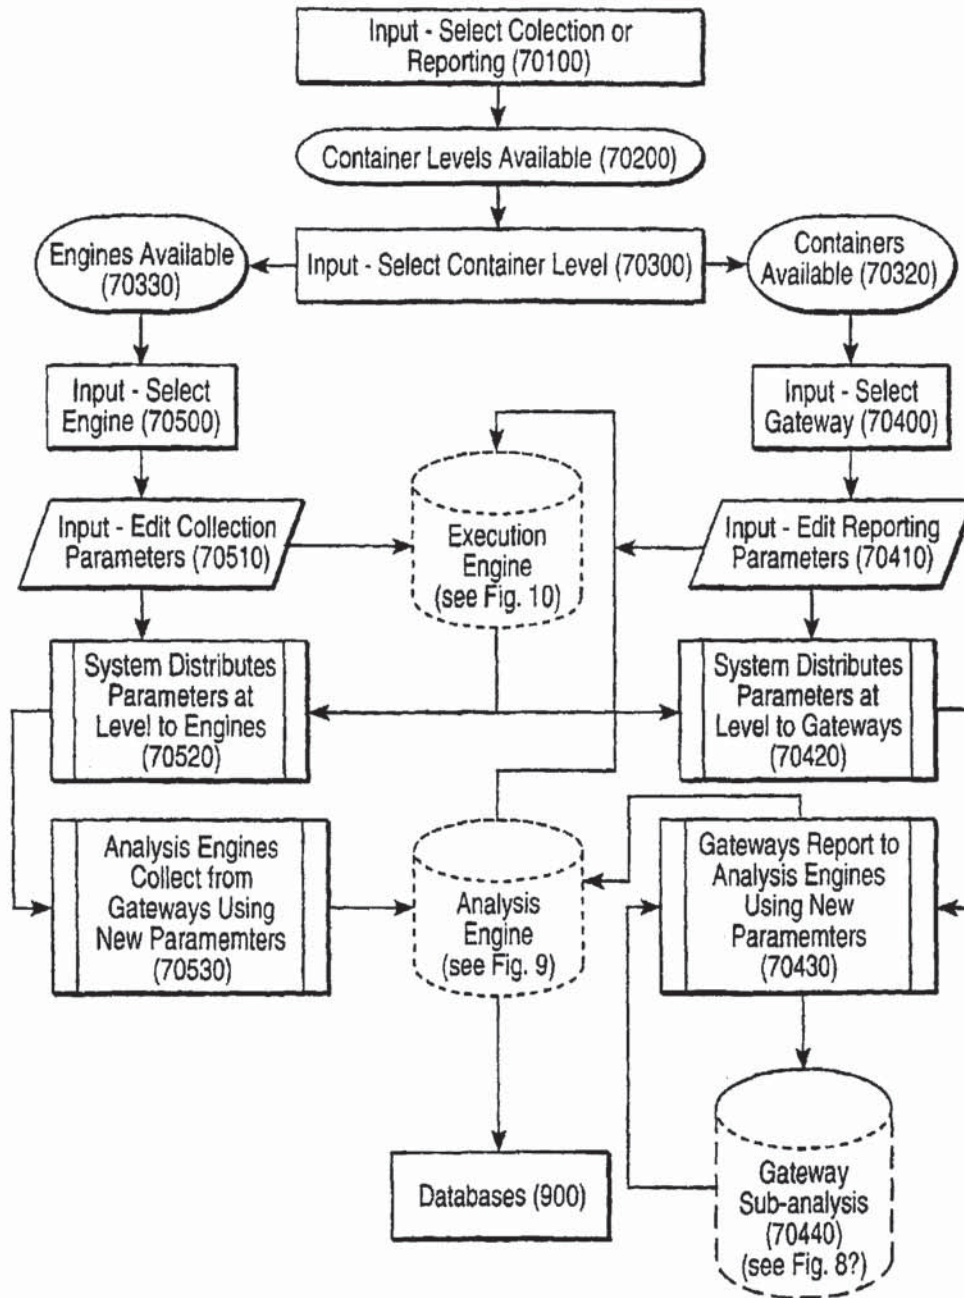 Input - Select Colection or
Reporting (70100)
Container Levels Available (70200)
Engines Available
(70330)
Input - Select Container Level (70300)
Containers
Available (70320)
Input - Select
Engine (70500)
Input - Select
Gateway (70400)
Input - Edit Collection
Parameters (70510)
Execution
Engine
(see Fig. 10)
Input - Edit Reporting
Parameters (70410)
System Distributes
Parameters at
Level to Engines
(70520)
System Distributes
Parameters at
Level to Gateways
(70420)
Analysis Engines
Collect from
Gateways Using
New Paramemters
(70530)
Analysis
Engine
(see Fig. 9)
Gateways Report to
Analysis Engines
Using New
Paramemters
(70430)
Databases (900)
Gateway
Sub-analysis
(70440)
(see Fig. 8?)